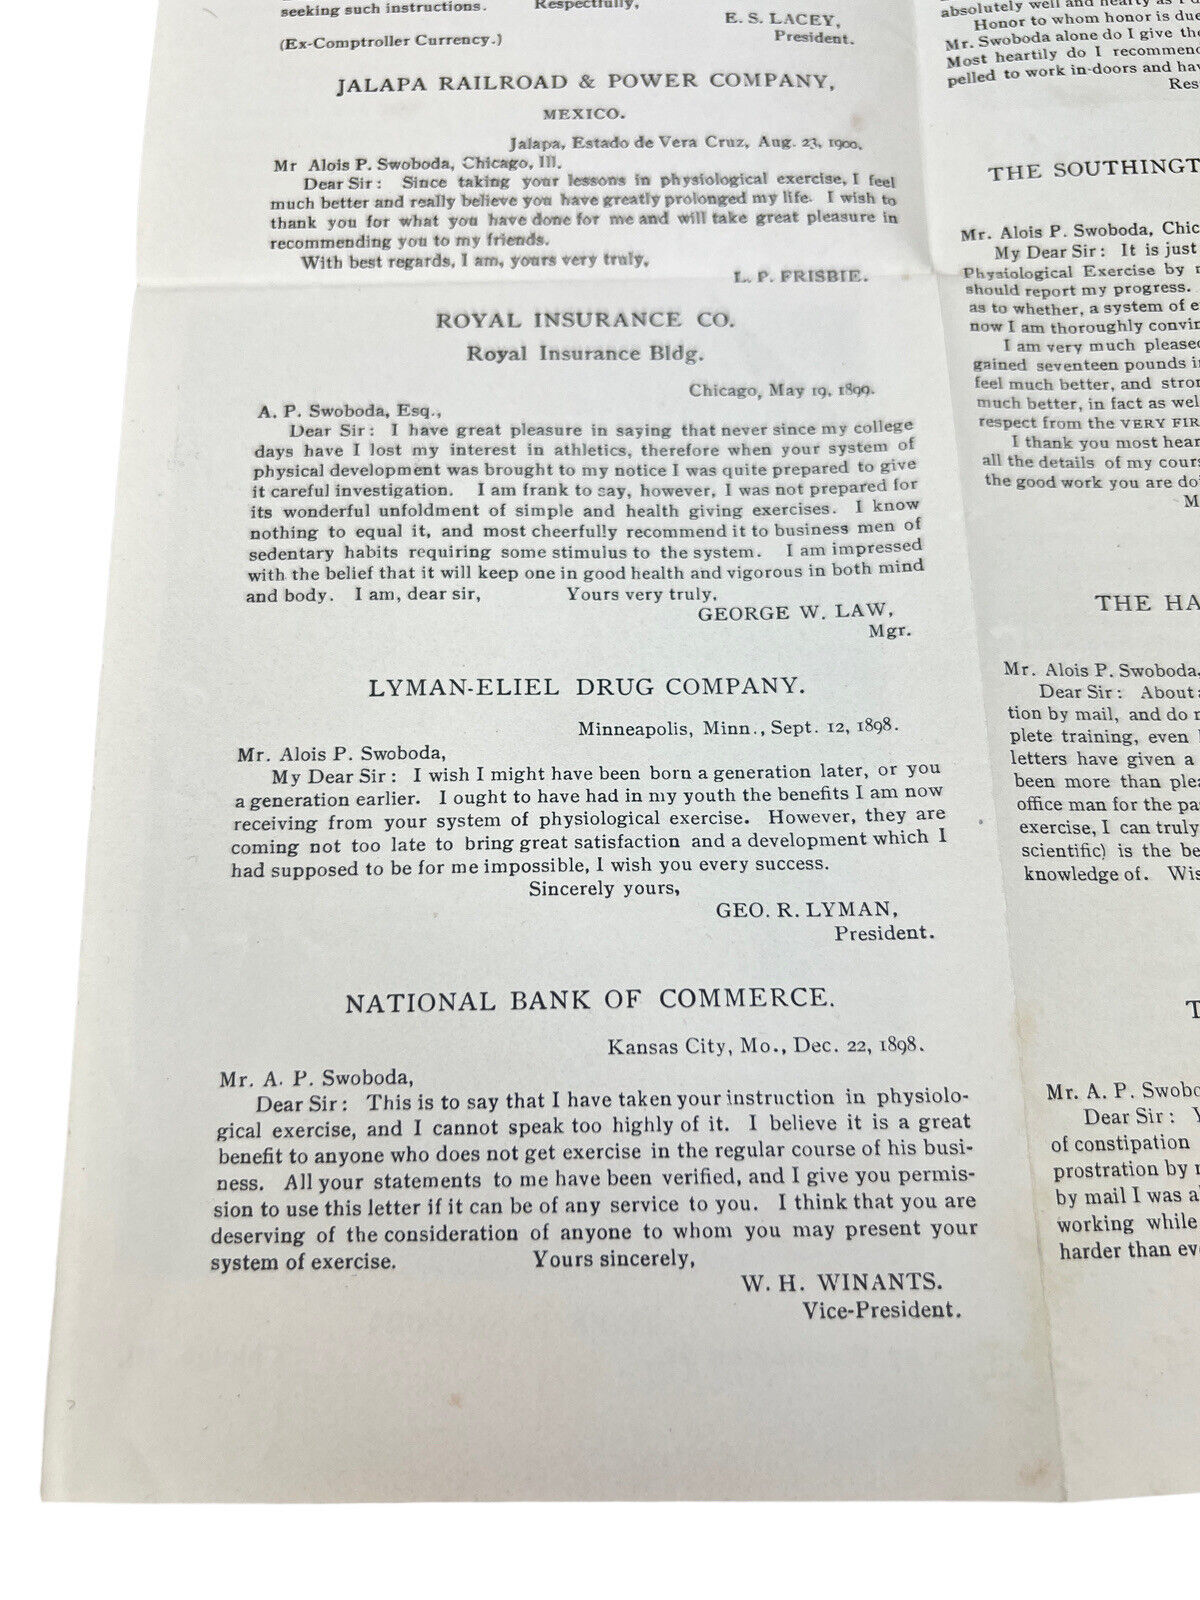 seeking such instructions. Respectfully,
E. S. LACEY,
(Ex-Comptroller Currency.) President.
JALAPA RAILROAD & POWER COMPANY,
MEXICO.
Jalapa, Estado de Vera Cruz, Aug. 23, 1900.
Mr Alois P. Swoboda, Chicago, Ill.
Dear Sir: Since taking your lessons in physiological exercise, I feel
much better and really believe you have greatly prolonged my life. I wish to
thank you for what you have done for me and will take great pleasure in
recommending you to my friends.
With best regards, I am, yours very truly,
L. P. FRISBIE.
ROYAL INSURANCE CO.
Royal Insurance Bldg.
Chicago, May 19, 1899.
A. P. Swoboda, Esq.,
Dear Sir: I have great pleasure in saying that never since my college
days have I lost my interest in athletics, therefore when your system of
physical development was brought to my notice I was quite prepared to give
it careful investigation. I am frank to say, however, I was not prepared for
its wonderful unfoldment of simple and health giving exercises. I know
nothing to equal it, and most cheerfully recommend it to business men of
sedentary habits requiring some stimulus to the system. I am impressed
with the belief that it will keep one in good health and vigorous in both mind
and body. I am, dear sir, Yours very truly,
GEORGE W. LAW,
Mgr.
LYMAN-ELIEL DRUG COMPANY.
Minneapolis, Minn., Sept. 12, 1898.
Mr. Alois P. Swoboda,
My Dear Sir: I wish I might have been born a generation later, or you
a generation earlier. I ought to have had in my youth the benefits I am now
receiving from your system of physiological exercise. However, they are
coming not too late to bring great satisfaction and a development which I
had supposed to be for me impossible, I wish you every success.
Sincerely yours,
GEO. R. LYMAN,
President.
NATIONAL BANK OF COMMERCE.
Kansas City, Mo., Dec. 22, 1898.
Mr. A. P. Swoboda,
Dear Sir: This is to say that I have taken your instruction in physiolo-
gical exercise, and I cannot speak too highly of it. I believe it is a great
benefit to anyone who does not get exercise in the regular course of his busi-
ness. All your statements to me have been verified, and I give you permis-
sion to use this letter if it can be of any service to you. I think that you are
deserving of the consideration of anyone to whom you may present your
system of exercise. Yours sincerely,
W. H. WINANTS.
Vice-President.
absolutely well and hearty as I
Honor to whom honor is due
Mr. Swoboda alone do I give the
Most heartily do I recommend
pelled to work in-doors and
Res
THE SOUTHINGT
Mr. Alois P. Swoboda, Chic
My Dear Sir: It is just
Physiological Exercise by
should report my progress.
as to whether, a system of e
now I am thoroughly convin
I am very much pleased
gained seventeen pounds i
feel much better, and stron
much better, in fact as wel
respect from the VERY FIR
I thank you most hear
all the details of my cours
the good work you are doi
M
THE HA
Mr. Alois P. Swoboda,
Dear Sir: About
tion by mail, and do
plete training, even
letters have given a
been more than plea
office man for the pa
exercise, I can truly
scientific) is the be
knowledge of. Wis
T
Mr. A. P. Swobo
Dear Sir: Y
of constipation
prostration by
by mail I was a
working while
harder than ev